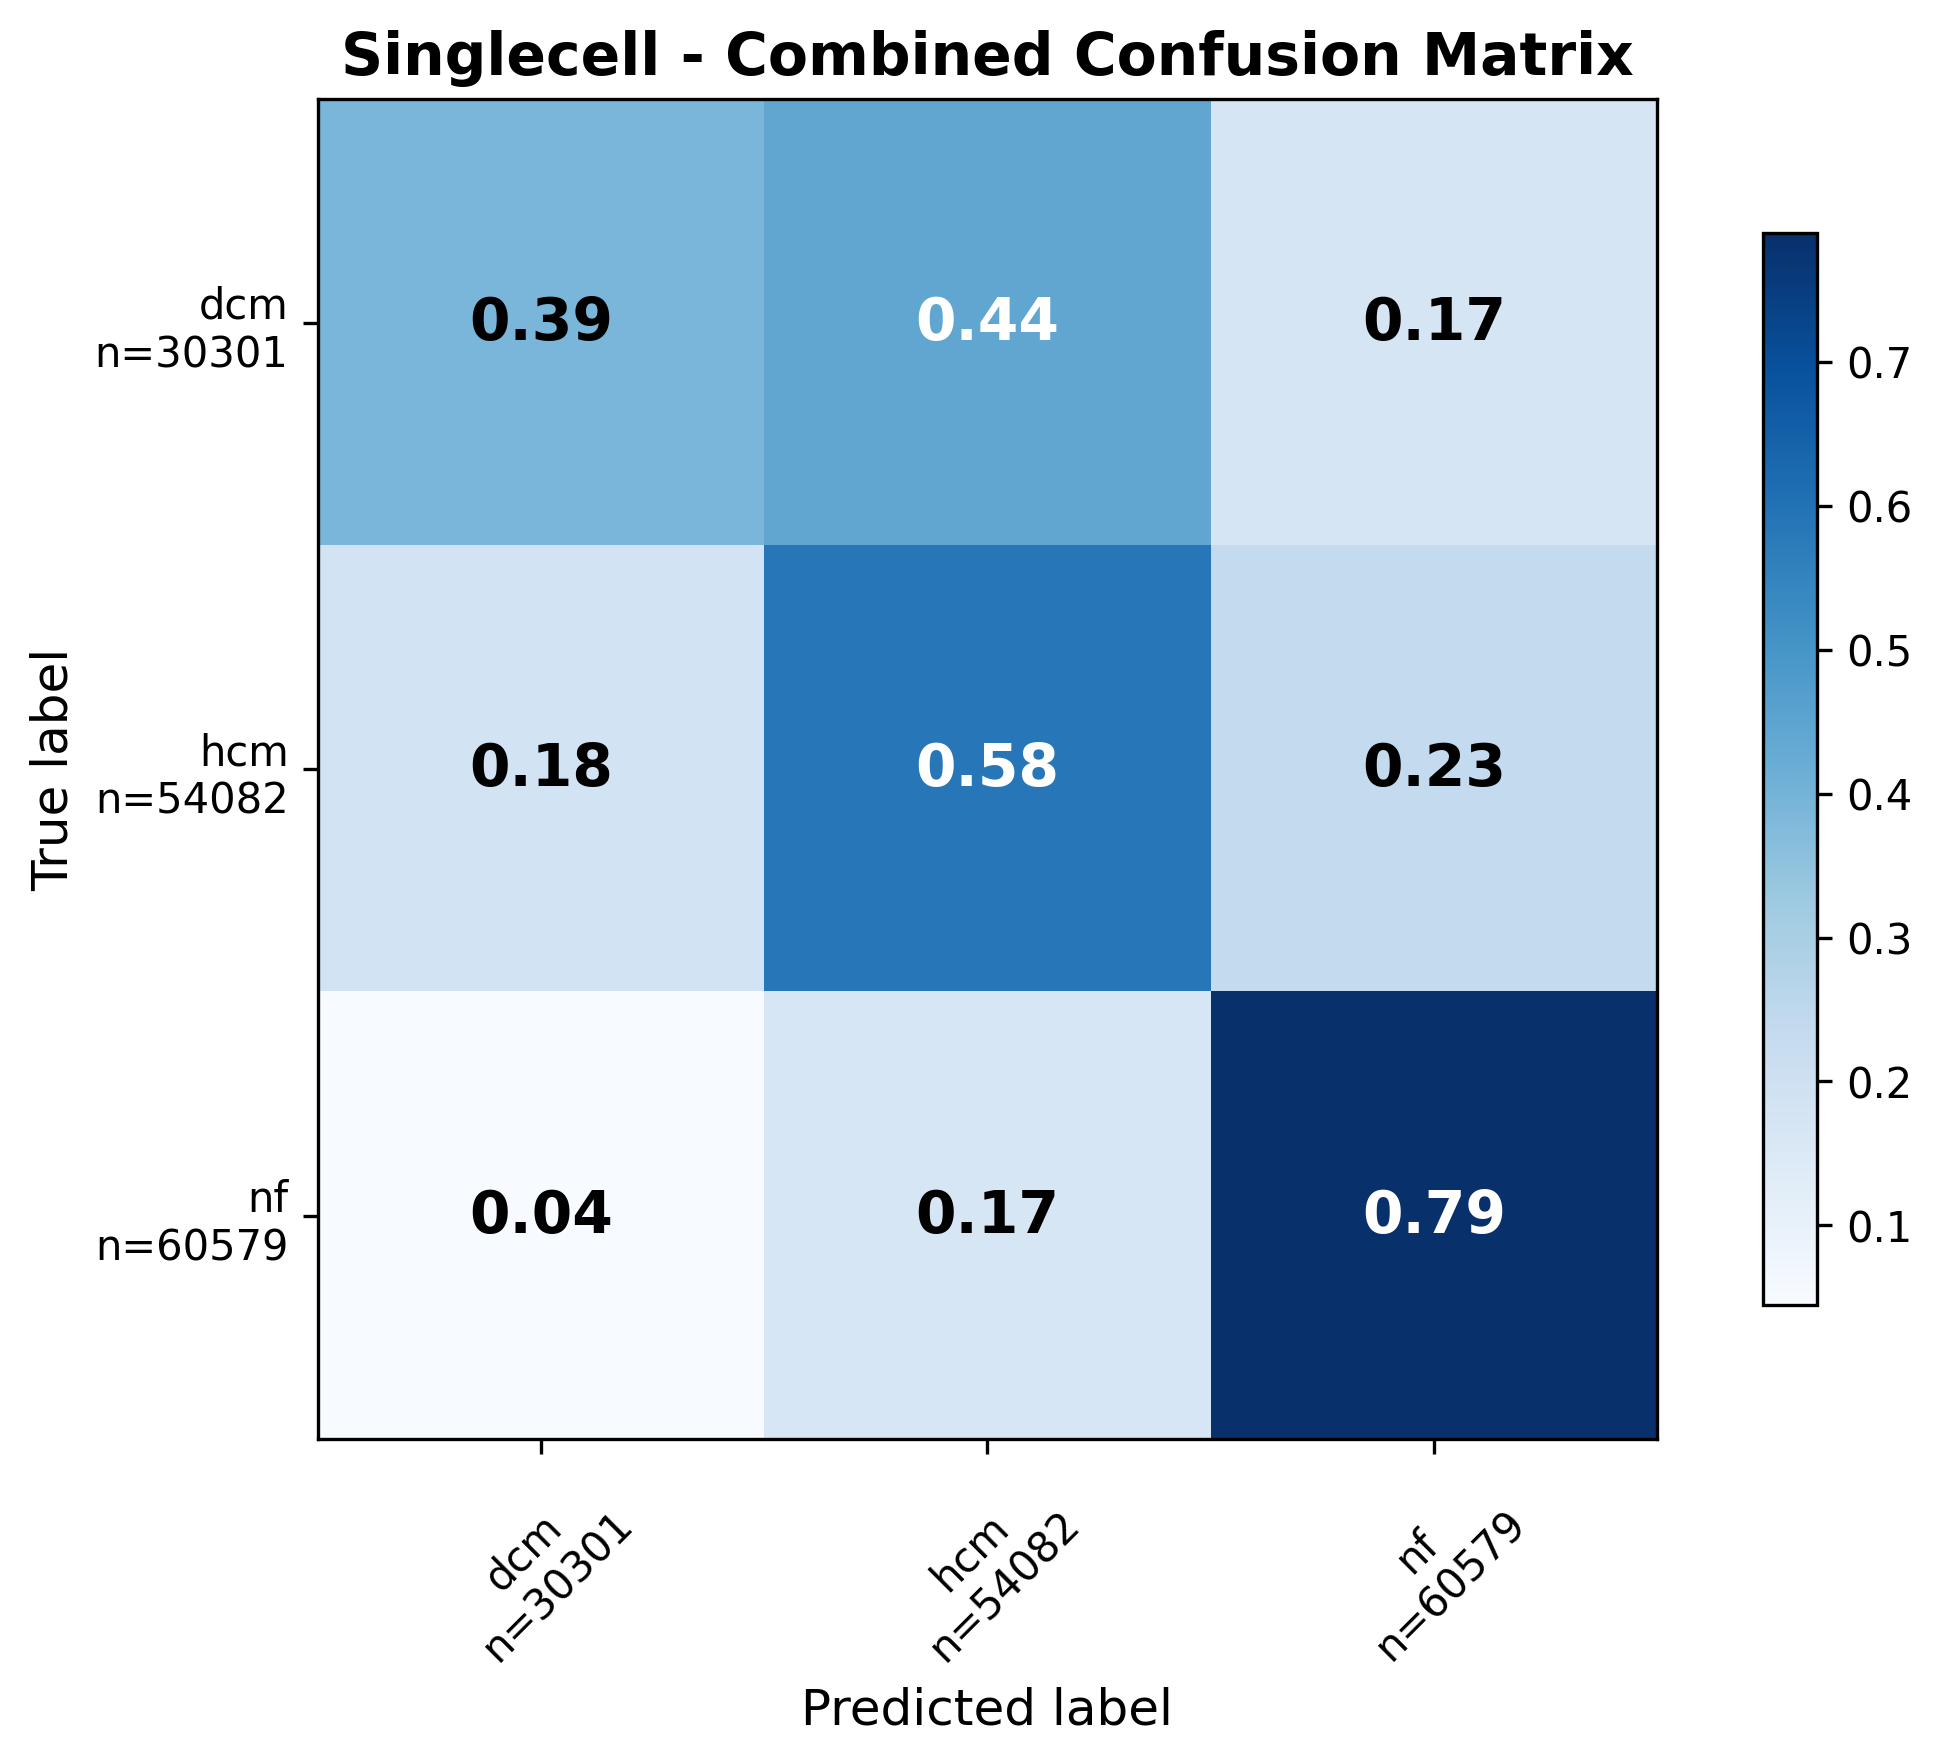 Singlecell - Combined Confusion Matrix
True label
dcm
n=30301
0.39
0.44
0.17
hcm
n=54082
0.18
0.58
0.23
nf
n=60579
0.04
0.17
0.79
dcm
n=30301
hcm
n=54082
nf
n=60579
Predicted label
0.7
0.6
0.5
0.4
0.3
0.2
0.1